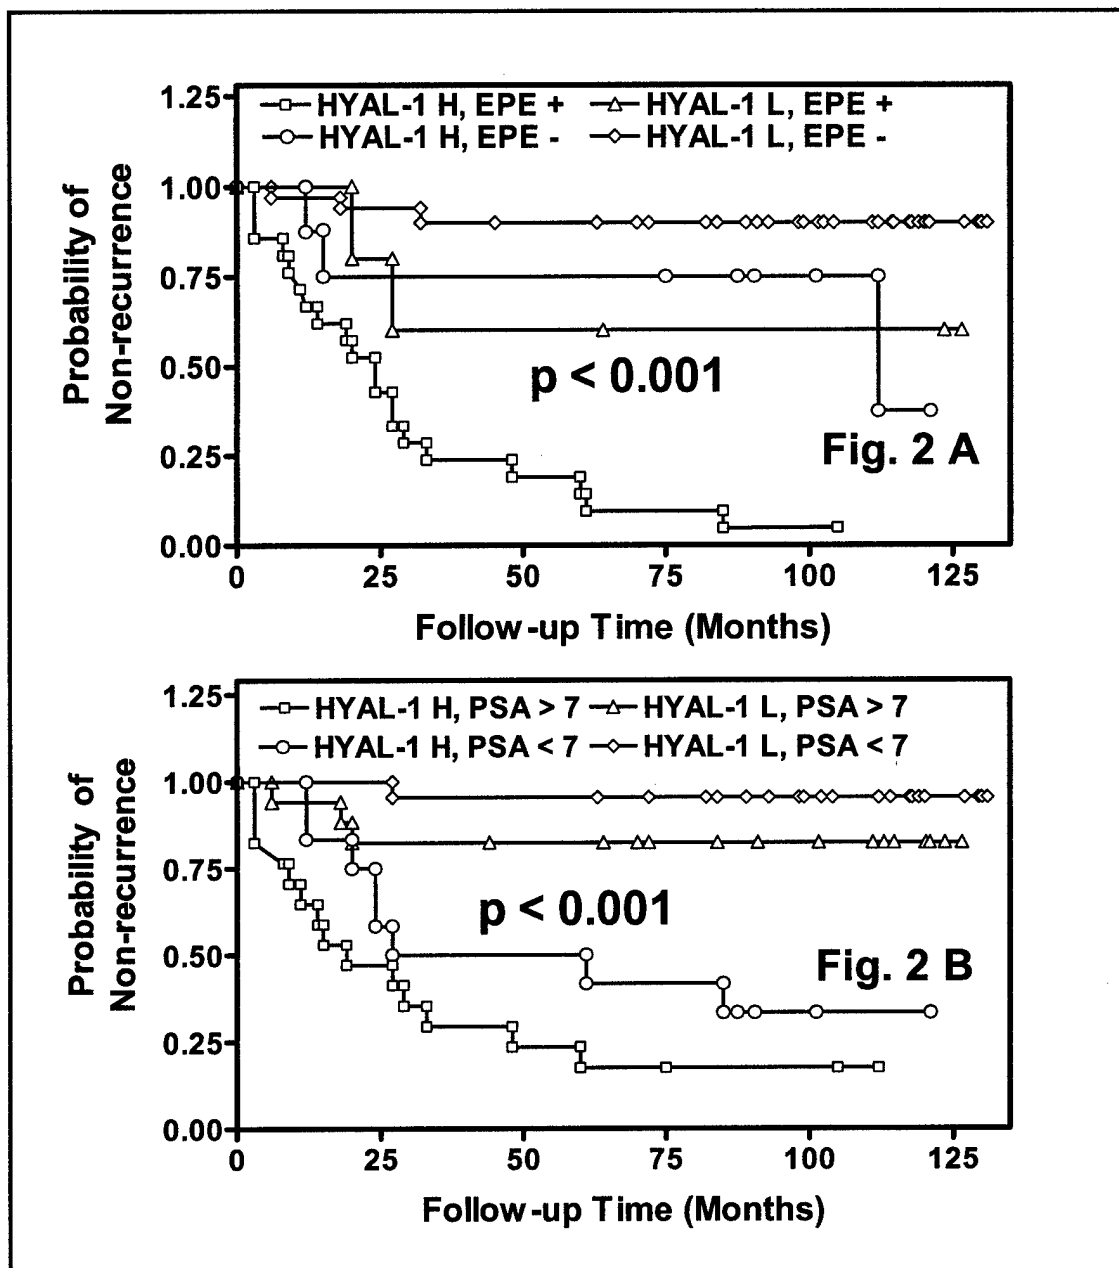 1.25
HYAL-1 H, EPE + HYAL-1 L, EPE +
HYAL-1 H, EPE - HYAL-1 L, EPE -
1.00
0.75
0.50
0.25
0.00
Probability of
Non-recurrence
p < 0.001
Fig. 2 A
0 25 50 75 100 125
Follow-up Time (Months)
1.25
HYAL-1 H, PSA > 7 HYAL-1 L, PSA > 7
HYAL-1 H, PSA < 7 HYAL-1 L, PSA < 7
1.00
0.75
0.50
0.25
0.00
Probability of
Non-recurrence
p < 0.001
Fig. 2 B
0 25 50 75 100 125
Follow-up Time (Months)